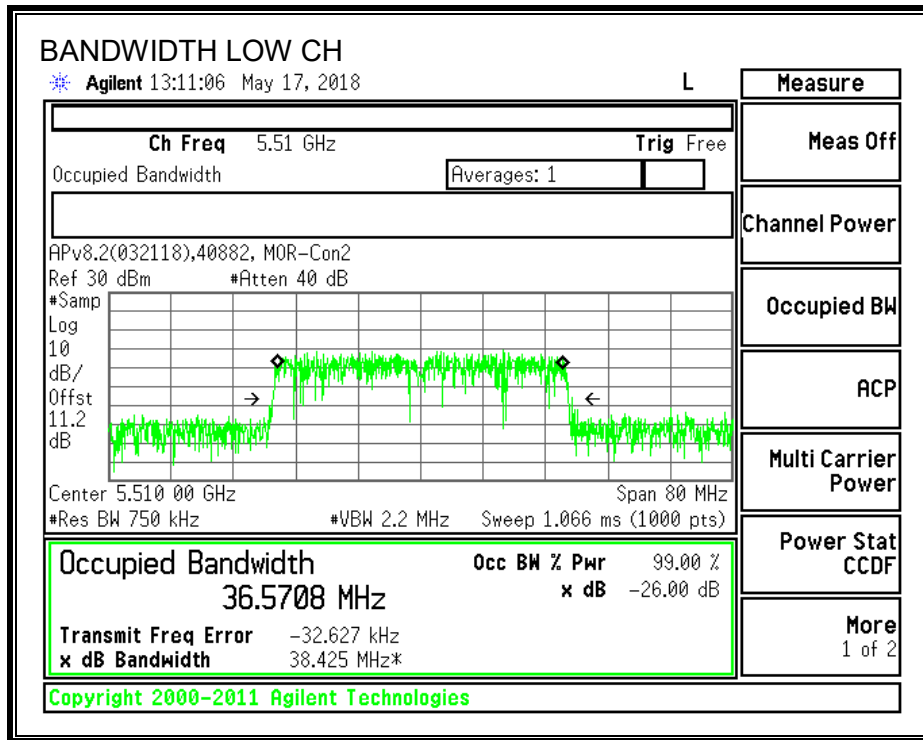 BANDWIDTH LOW CH
Agilent 13:11:06 May 17, 2018 L
Measure
Ch Freq 5.51 GHz Trig Free
Occupied Bandwidth Averages: 1
APv8.2(032118),40882, MOR-Con2
Ref 30 dBm #Atten 40 dB
#Samp
Log
10
dB/
Offst
11.2
dB
Center 5.510 00 GHz Span 80 MHz
#Res BW 750 kHz #VBW 2.2 MHz Sweep 1.066 ms (1000 pts)
Occupied Bandwidth Occ BW % Pwr 99.00 %
36.5708 MHz x dB -26.00 dB
Transmit Freq Error -32.627 kHz
x dB Bandwidth 38.425 MHz*
Copyright 2000-2011 Agilent Technologies
Meas Off
Channel Power
Occupied BW
ACP
Multi Carrier
Power
Power Stat
CCDF
More
1 of 2